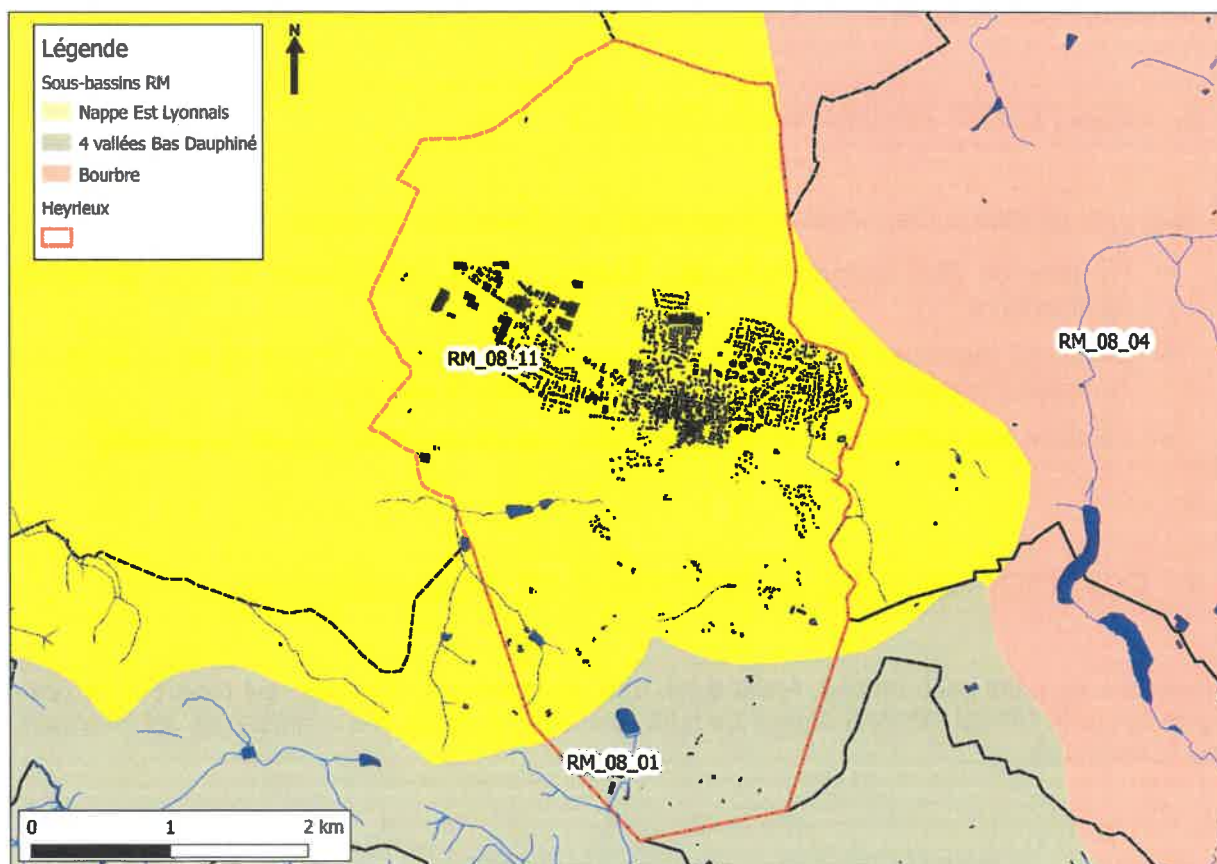 Légende
Sous-bassins RM
Nappe Est Lyonnais
4 vallées Bas Dauphiné
Bourbre
Heyrieux
N
RM_08_11
RM_08_04
RM_08_01
0 1 2 km